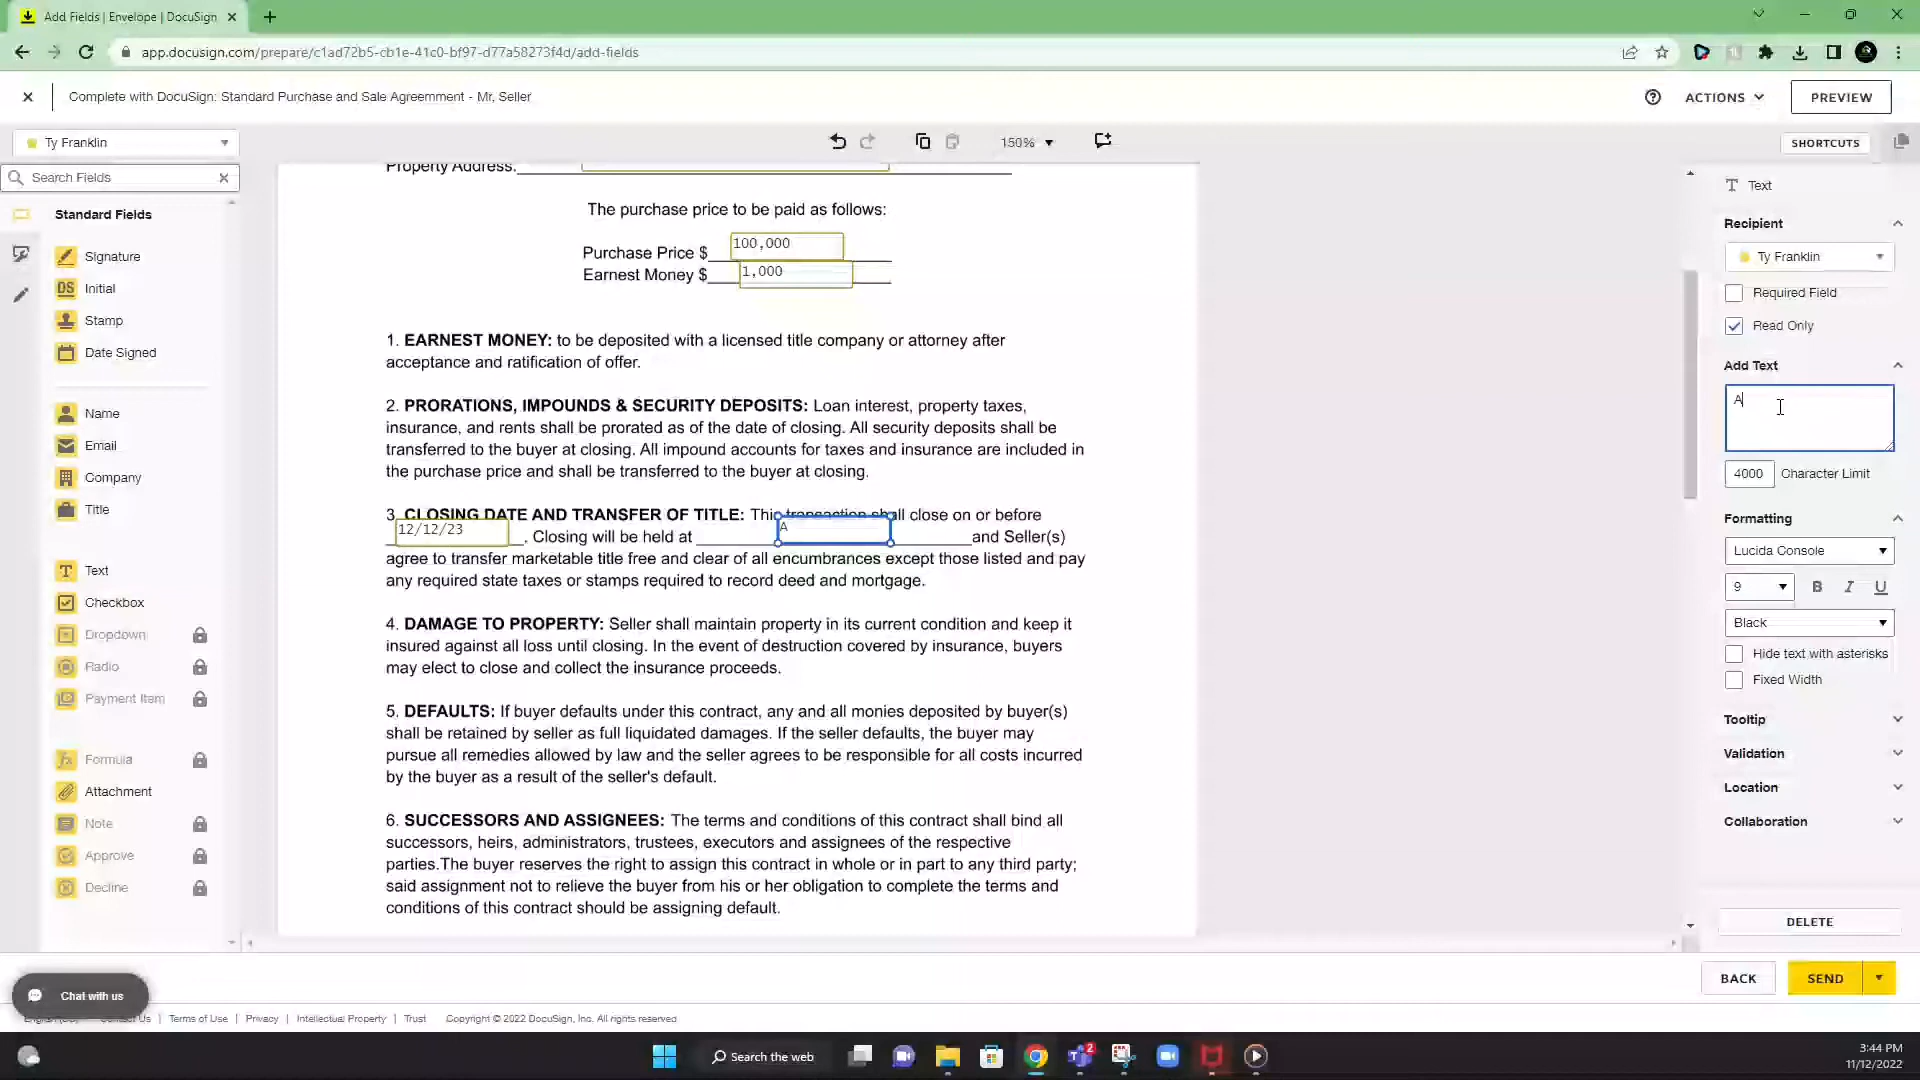 Add Fields | Envelope | DocuSign
app.docusign.com/prepare/c1ad72b5-cb1e-41c0-bf97-d77a58273f4d/add-fields
Complete with DocuSign: Standard Purchase and Sale Agreemment - Mr, Seller
ACTIONS
PREVIEW
Ty Franklin
150%
SHORTCUTS
Search Fields
Standard Fields
Signature
Initial
Stamp
Date Signed
Name
Email
Company
Title
Text
Checkbox
Dropdown
Radio
Payment Item
Formula
Attachment
Note
Approve
Decline
Property Address:
The purchase price to be paid as follows:
Purchase Price $ 100,000
Earnest Money $ 1,000
1. EARNEST MONEY: to be deposited with a licensed title company or attorney after
acceptance and ratification of offer.
2. PRORATIONS, IMPOUNDS & SECURITY DEPOSITS: Loan interest, property taxes,
insurance, and rents shall be prorated as of the date of closing. All security deposits shall be
transferred to the buyer at closing. All impound accounts for taxes and insurance are included in
the purchase price and shall be transferred to the buyer at closing.
3. CLOSING DATE AND TRANSFER OF TITLE: This transaction shall close on or before
12/12/23 . Closing will be held at A and Seller(s)
agree to transfer marketable title free and clear of all encumbrances except those listed and pay
any required state taxes or stamps required to record deed and mortgage.
4. DAMAGE TO PROPERTY: Seller shall maintain property in its current condition and keep it
insured against all loss until closing. In the event of destruction covered by insurance, buyers
may elect to close and collect the insurance proceeds.
5. DEFAULTS: If buyer defaults under this contract, any and all monies deposited by buyer(s)
shall be retained by seller as full liquidated damages. If the seller defaults, the buyer may
pursue all remedies allowed by law and the seller agrees to be responsible for all costs incurred
by the buyer as a result of the seller's default.
6. SUCCESSORS AND ASSIGNEES: The terms and conditions of this contract shall bind all
successors, heirs, administrators, trustees, executors and assignees of the respective
parties.The buyer reserves the right to assign this contract in whole or in part to any third party;
said assignment not to relieve the buyer from his or her obligation to complete the terms and
conditions of this contract should be assigning default.
Text
Recipient
Ty Franklin
Required Field
Read Only
Add Text
A
4000 Character Limit
Formatting
Lucida Console
9 B I U
Black
Hide text with asterisks
Fixed Width
Tooltip
Validation
Location
Collaboration
DELETE
BACK
SEND
Chat with us
Terms of Use | Privacy | Intellectual Property | Trust Copyright © 2022 DocuSign, Inc. All rights reserved
Search the web
2
3:44 PM
11/12/2022